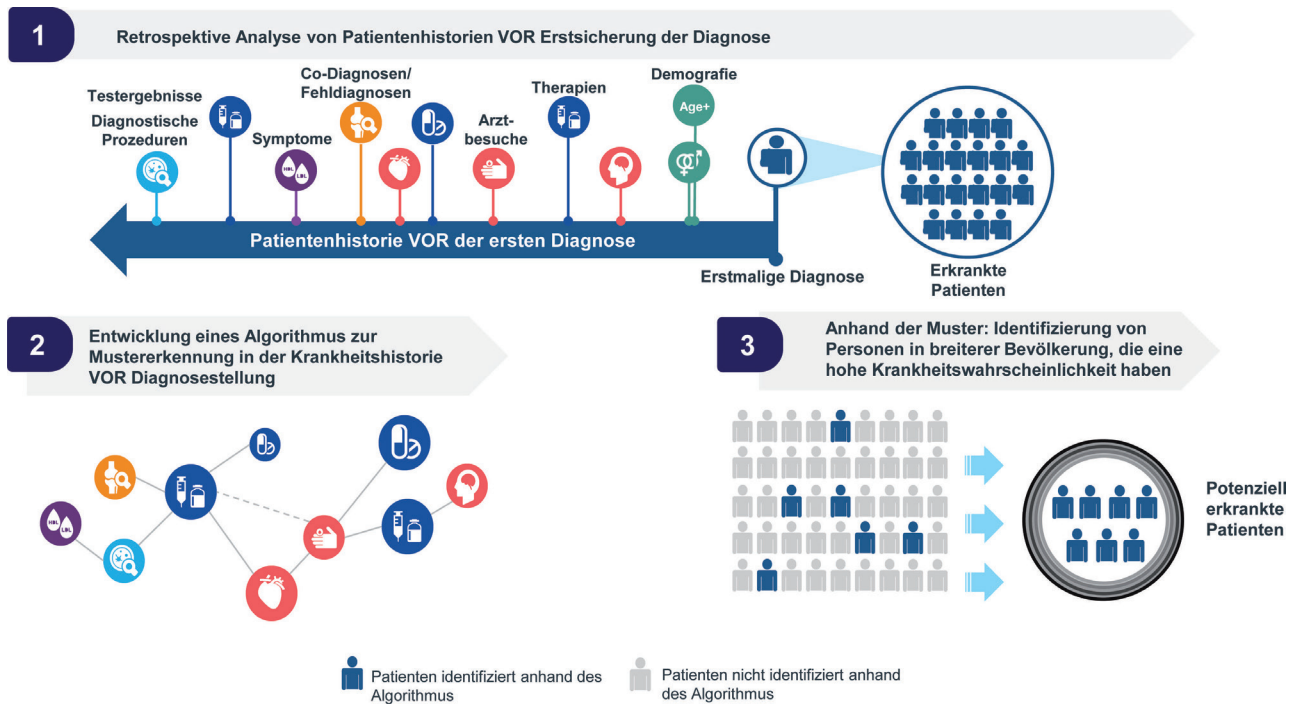 1
Retrospektive Analyse von Patientenhistorien VOR Erstsicherung der Diagnose
Testergebnisse
Diagnostische
Prozeduren
Symptome
HDL
LDL
Co-Diagnosen/
Fehldiagnosen
Arzt-
besuche
Therapien
Demografie
Age+
Patientenhistorie VOR der ersten Diagnose
Erstmalige Diagnose
Erkrankte
Patienten
2
Entwicklung eines Algorithmus zur
Mustererkennung in der Krankheitshistorie
VOR Diagnosestellung
HDL
LDL
3
Anhand der Muster: Identifizierung von
Personen in breiterer Bevölkerung, die eine
hohe Krankheitswahrscheinlichkeit haben
Potenziell
erkrankte
Patienten
Patienten identifiziert anhand des
Algorithmus
Patienten nicht identifiziert anhand
des Algorithmus